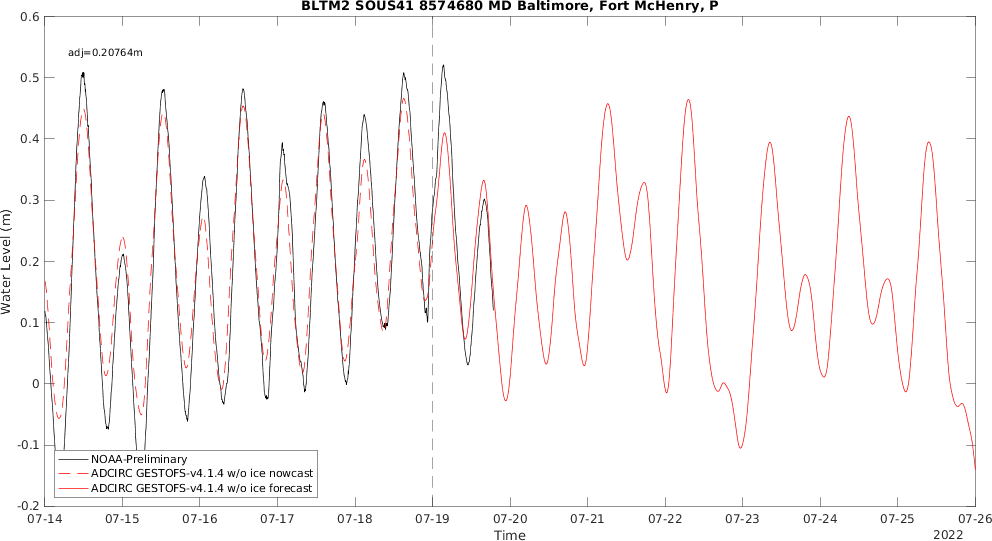 BLTM2 SOUS41 8574680 MD Baltimore, Fort McHenry, P
adj=0.20764m
Water Level (m)
0.6
0.5
0.4
0.3
0.2
0.1
0
-0.1
-0.2
NOAA-Preliminary
ADCIRC GESTOFS-v4.1.4 w/o ice nowcast
ADCIRC GESTOFS-v4.1.4 w/o ice forecast
07-14 07-15 07-16 07-17 07-18 07-19 07-20 07-21 07-22 07-23 07-24 07-25 07-26
Time
2022